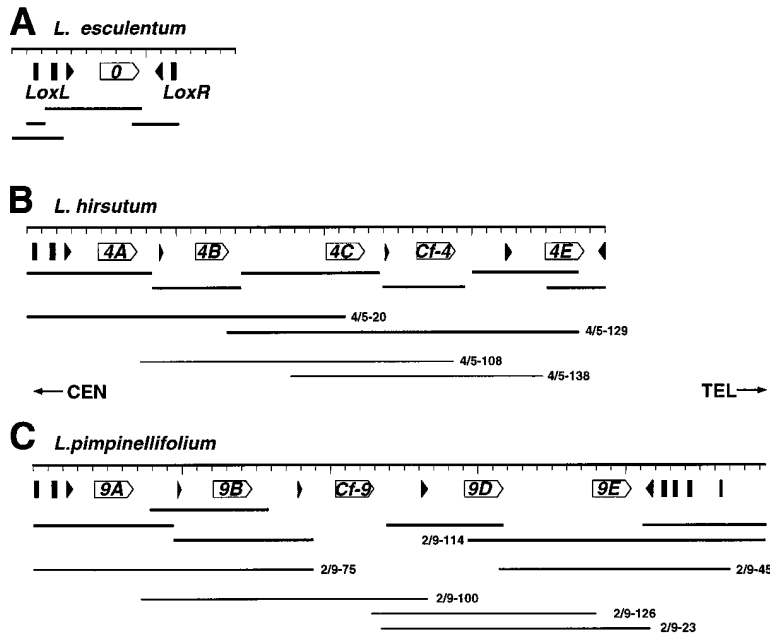 A L. esculentum
0
LoxL LoxR
B L. hirsutum
4A 4B 4C Cf-4 4E
4/5-20
4/5-129
4/5-108
4/5-138
CEN TEL
C L.pimpinellifolium
9A 9B Cf-9 9D 9E
2/9-114
2/9-75 2/9-45
2/9-100
2/9-126
2/9-23